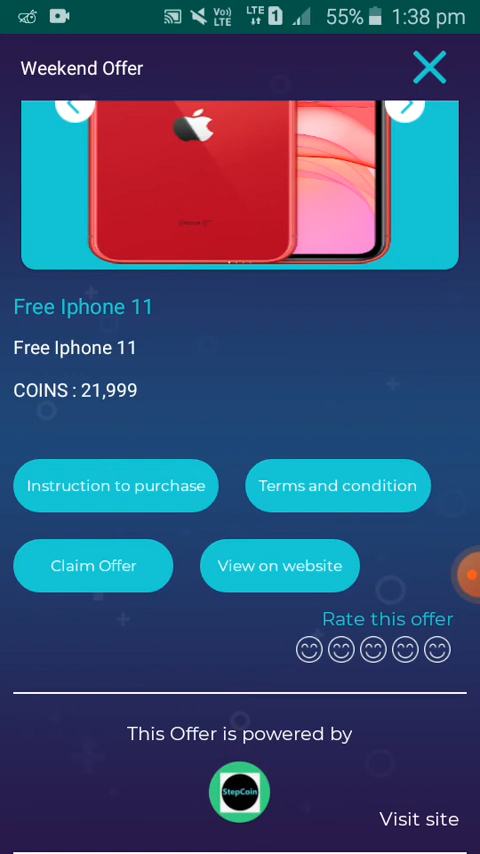 Vo)) LTE LTE 1 55% 1:38 pm
LTE
Weekend Offer
Free Iphone 11
Free Iphone 11
COINS : 21,999
Instruction to purchase
Terms and condition
Claim Offer
View on website
Rate this offer
This Offer is powered by
StepCoin
Visit site